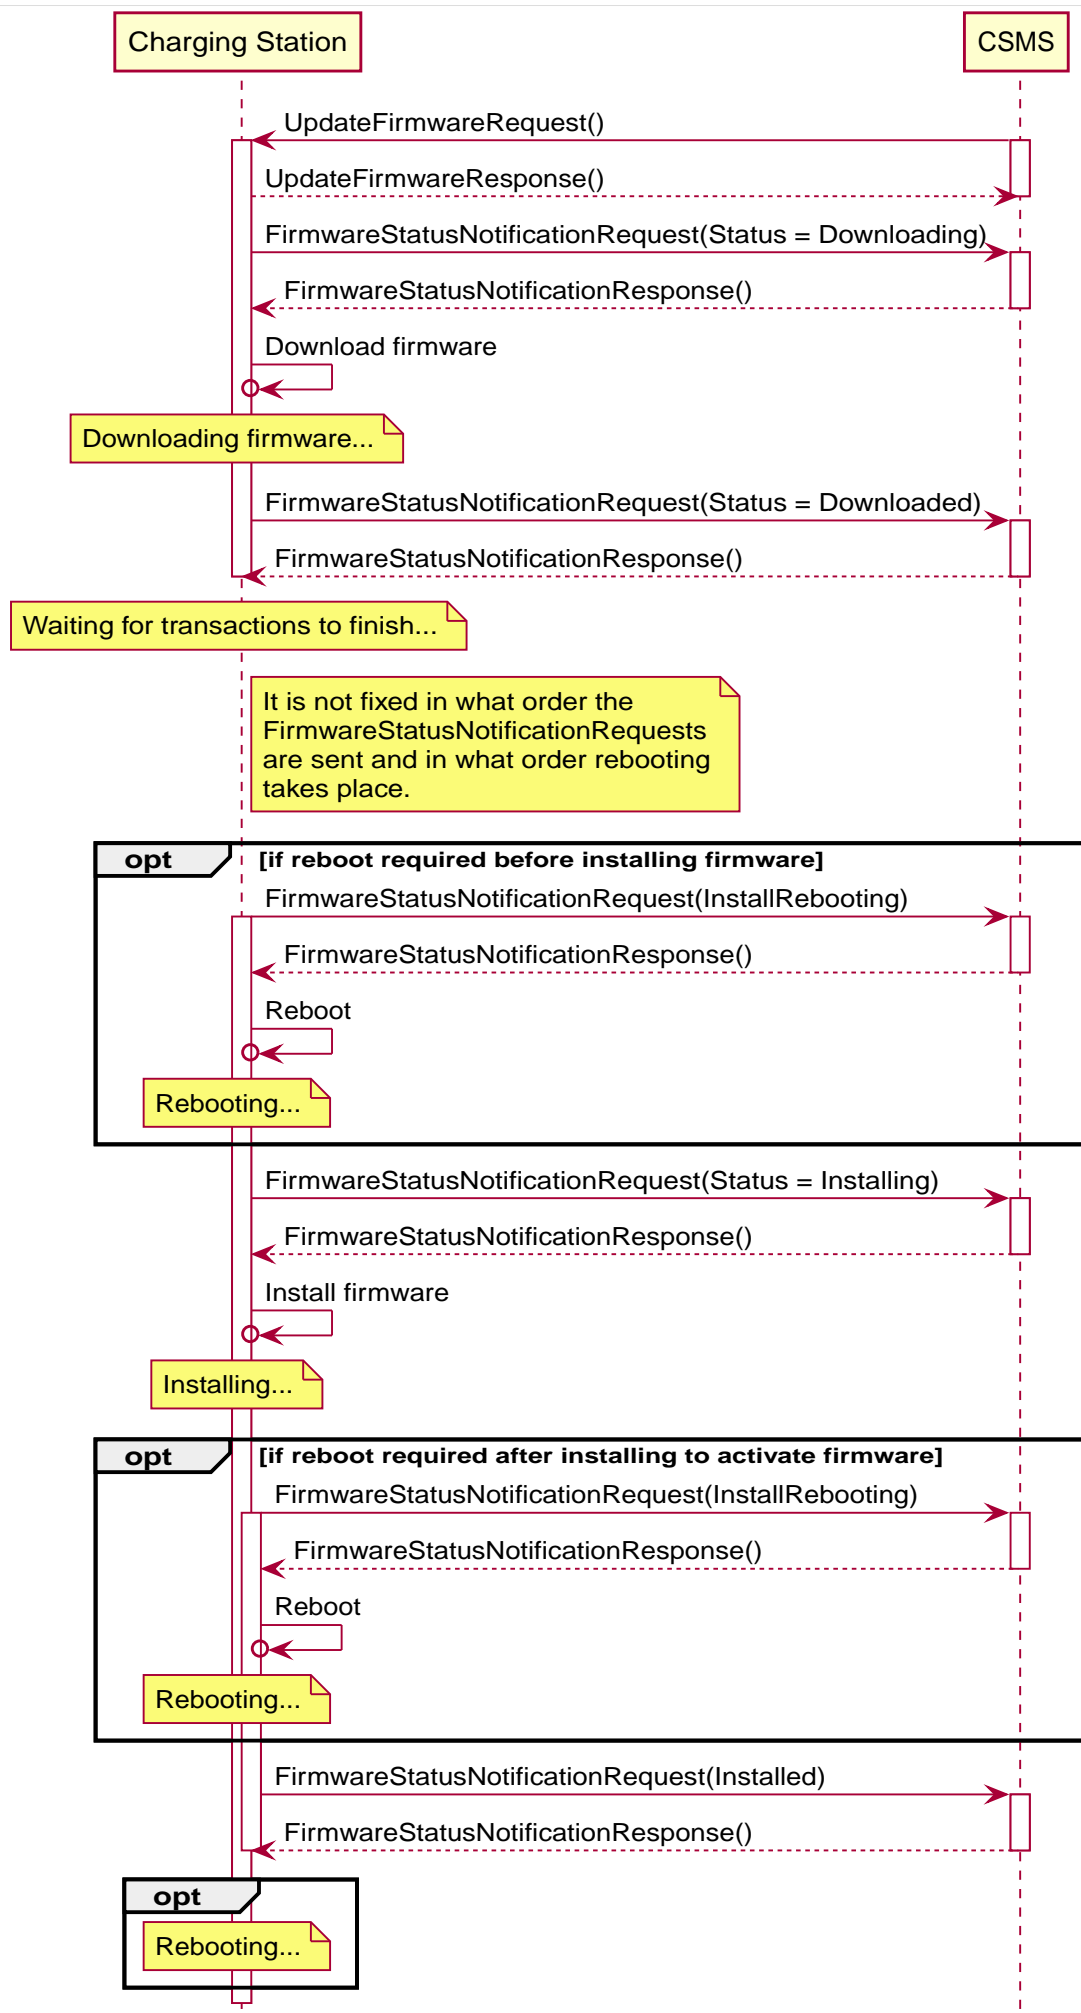 Charging Station
CSMS
UpdateFirmwareRequest()
UpdateFirmwareResponse()
FirmwareStatusNotificationRequest(Status = Downloading)
FirmwareStatusNotificationResponse()
Download firmware
Downloading firmware...
FirmwareStatusNotificationRequest(Status = Downloaded)
FirmwareStatusNotificationResponse()
Waiting for transactions to finish...
It is not fixed in what order the
FirmwareStatusNotificationRequests
are sent and in what order rebooting
takes place.
opt
[if reboot required before installing firmware]
FirmwareStatusNotificationRequest(InstallRebooting)
FirmwareStatusNotificationResponse()
Reboot
Rebooting...
FirmwareStatusNotificationRequest(Status = Installing)
FirmwareStatusNotificationResponse()
Install firmware
Installing...
opt
[if reboot required after installing to activate firmware]
FirmwareStatusNotificationRequest(InstallRebooting)
FirmwareStatusNotificationResponse()
Reboot
Rebooting...
FirmwareStatusNotificationRequest(Installed)
FirmwareStatusNotificationResponse()
opt
Rebooting...